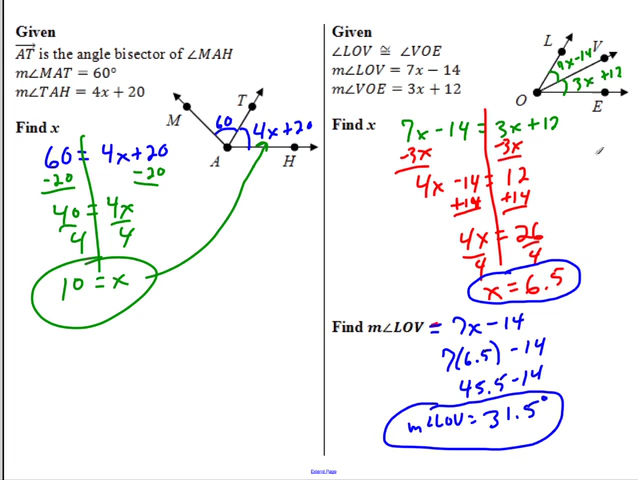 Given
AT is the angle bisector of ∠MAH
m∠MAT = 60°
m∠TAH = 4x + 20
Find x
M
T
A
H
60
4x+20
60 = 4x+20
-20 -20
40 = 4x
4 4
10 = x
Given
∠LOV ≅ ∠VOE
m∠LOV = 7x − 14
m∠VOE = 3x + 12
Find x
L
V
O
E
7x-14
3x+12
7x - 14 = 3x + 12
-3x -3x
4x - 14 = 12
+14 +14
4x = 26
4 4
x = 6.5
Find m∠LOV = 7x - 14
7(6.5) - 14
45.5 - 14
m∠LOV = 31.5°
Extend Page